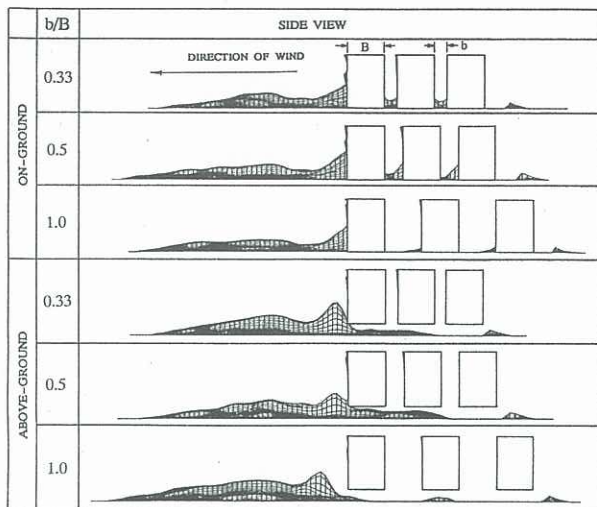 b/B
SIDE VIEW
ON-GROUND
0.33
DIRECTION OF WIND
B
b
0.5
1.0
ABOVE-GROUND
0.33
0.5
1.0